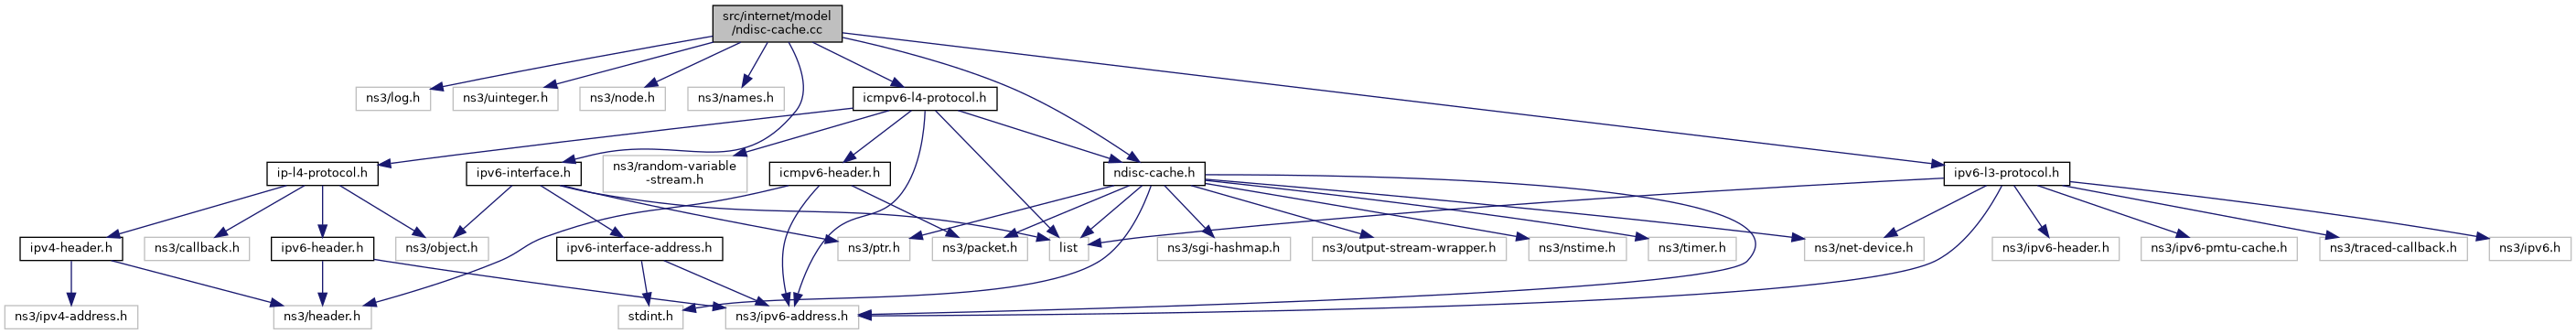 src/internet/model
/ndisc-cache.cc
ns3/log.h
ns3/uinteger.h
ns3/node.h
ns3/names.h
icmpv6-l4-protocol.h
ip-l4-protocol.h
ipv6-interface.h
ns3/random-variable
-stream.h
icmpv6-header.h
ndisc-cache.h
ipv6-l3-protocol.h
ipv4-header.h
ns3/callback.h
ipv6-header.h
ns3/object.h
ipv6-interface-address.h
ns3/ptr.h
ns3/packet.h
list
ns3/sgi-hashmap.h
ns3/output-stream-wrapper.h
ns3/nstime.h
ns3/timer.h
ns3/net-device.h
ns3/ipv6-header.h
ns3/ipv6-pmtu-cache.h
ns3/traced-callback.h
ns3/ipv6.h
ns3/ipv4-address.h
ns3/header.h
stdint.h
ns3/ipv6-address.h